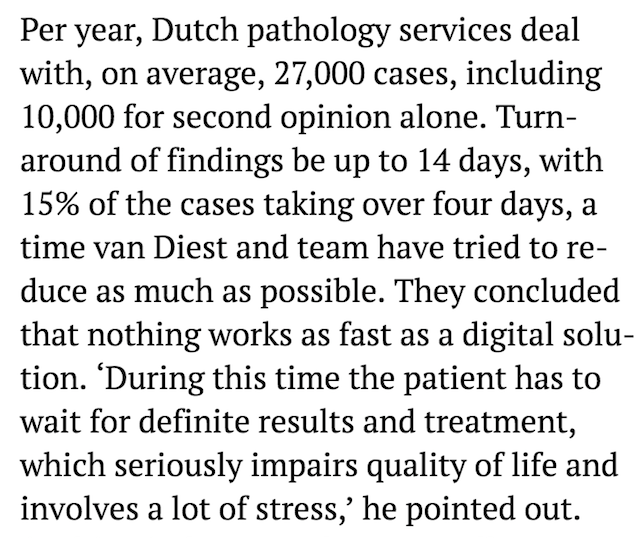 Per year, Dutch pathology services deal
with, on average, 27,000 cases, including
10,000 for second opinion alone. Turn-
around of findings be up to 14 days, with
15% of the cases taking over four days, a
time van Diest and team have tried to re-
duce as much as possible. They concluded
that nothing works as fast as a digital solu-
tion. ‘During this time the patient has to
wait for definite results and treatment,
which seriously impairs quality of life and
involves a lot of stress,’ he pointed out.